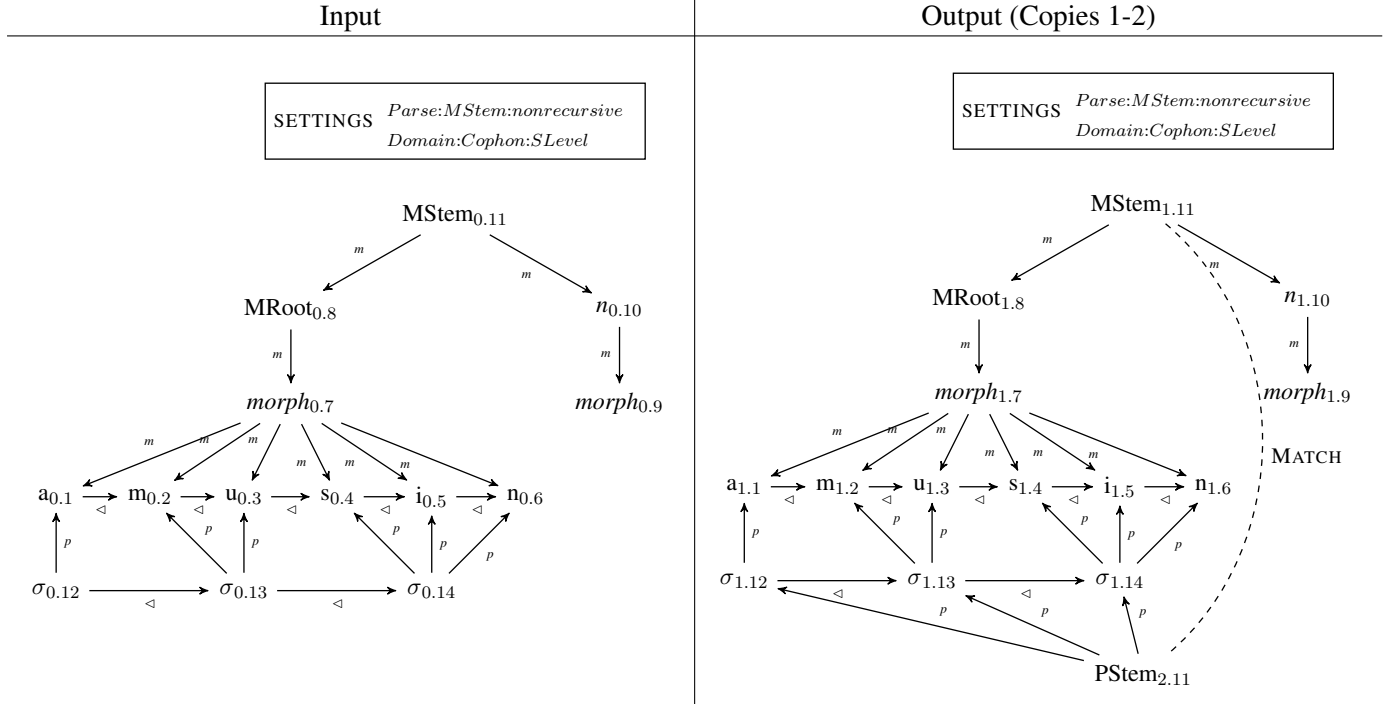 Input Output (Copies 1-2)
SETTINGS Parse:MStem:nonrecursive
Domain:Cophon:SLevel
MStem0.11
m m
MRoot0.8 n0.10
m m
morph0.7 morph0.9
m m m m m m
a0.1 m0.2 u0.3 s0.4 i0.5 n0.6
◁ ◁ ◁ ◁ ◁
p p p p p p
σ0.12 σ0.13 σ0.14
◁ ◁
SETTINGS Parse:MStem:nonrecursive
Domain:Cophon:SLevel
MStem1.11
m m
MRoot1.8 n1.10
m m
morph1.7 morph1.9
m m m m m m
MATCH
a1.1 m1.2 u1.3 s1.4 i1.5 n1.6
◁ ◁ ◁ ◁ ◁
p p p p p p
σ1.12 σ1.13 σ1.14
◁ ◁
p p p
PStem2.11